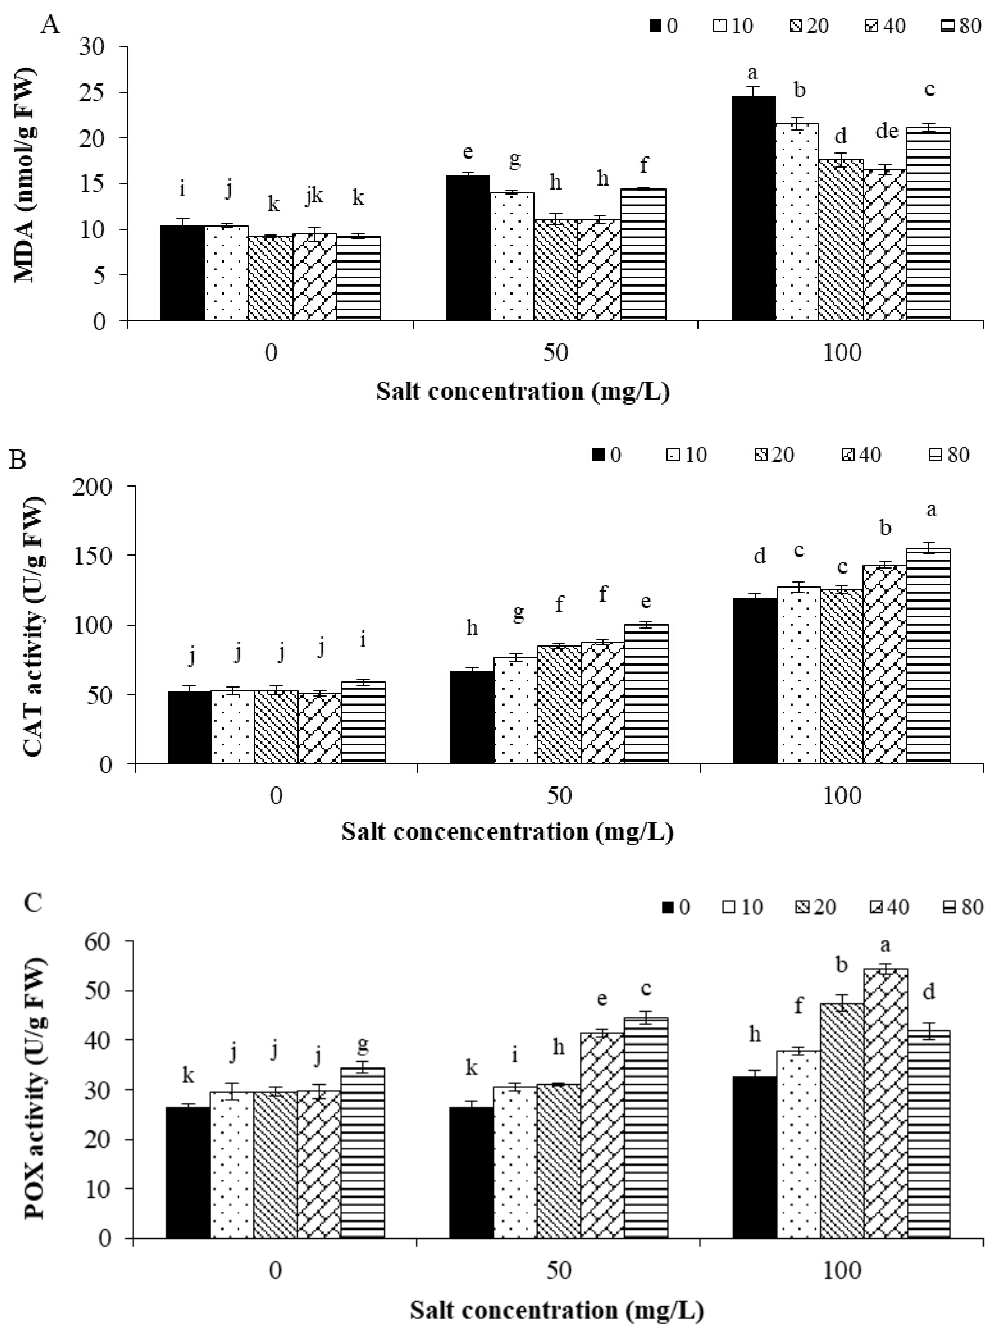 A
0 10 20 40 80
MDA (nmol/g FW)
30
25
20
15
10
5
0
i j k jk k
e g h h f
a b d de c
0 50 100
Salt concentration (mg/L)
B
0 10 20 40 80
CAT activity (U/g FW)
200
150
100
50
0
j j j j i
h g f f e
d c c b a
0 50 100
Salt concencentration (mg/L)
C
0 10 20 40 80
POX activity (U/g FW)
60
50
40
30
20
10
0
k j j j g
k i h e c
h f b a d
0 50 100
Salt concentration (mg/L)